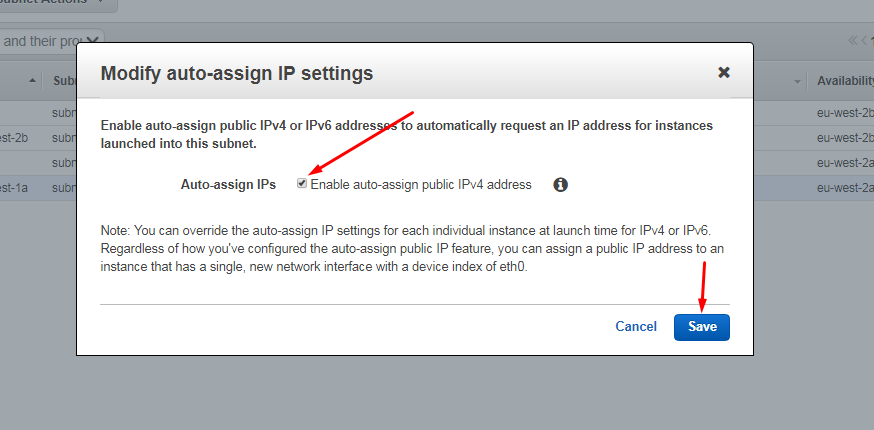 Subnet Actions
and their pro
Subn
Availability
subn
eu-west-2b
est-2b
subn
eu-west-2b
subn
eu-west-2a
est-1a
subn
eu-west-2a
Modify auto-assign IP settings
Enable auto-assign public IPv4 or IPv6 addresses to automatically request an IP address for instances
launched into this subnet.
Auto-assign IPs Enable auto-assign public IPv4 address
Note: You can override the auto-assign IP settings for each individual instance at launch time for IPv4 or IPv6.
Regardless of how you've configured the auto-assign public IP feature, you can assign a public IP address to an
instance that has a single, new network interface with a device index of eth0.
Cancel Save